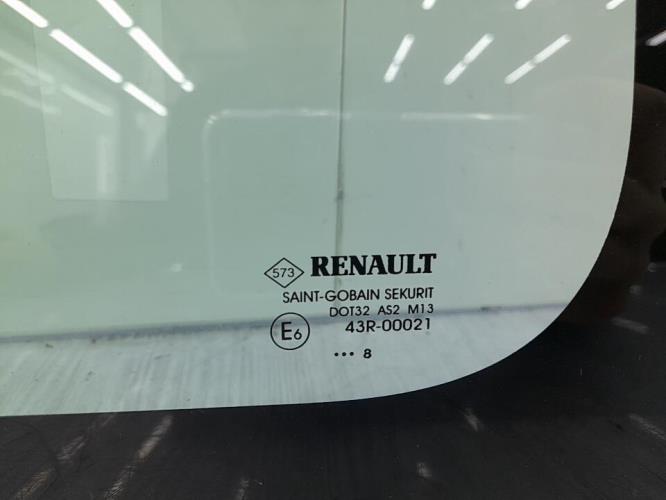 573 RENAULT
SAINT-GOBAIN SEKURIT
DOT32 AS2 M13
E6 43R-00021
••• 8